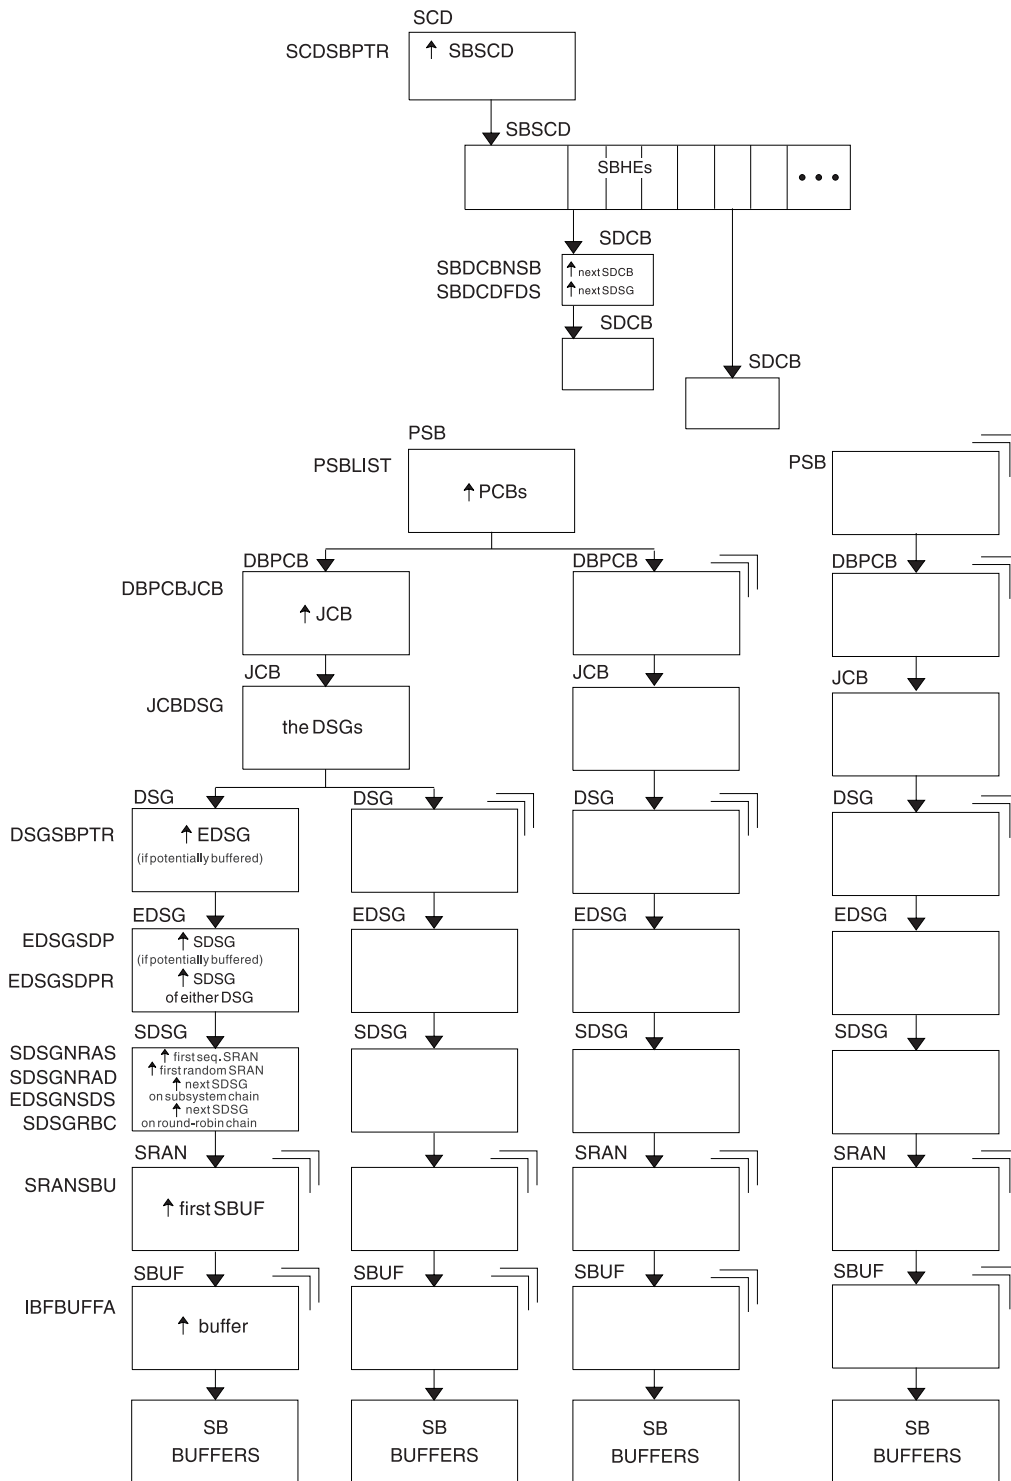 SCD
SCDSBPTR
↑ SBSCD
SBSCD
SBHEs
• • •
SDCB
SBDCBNSB
↑ next SDCB
SBDCDFDS
↑ next SDSG
SDCB
SDCB
PSB
PSBLIST
↑ PCBs
PSB
DBPCB
DBPCB
DBPCB
DBPCBJCB
↑ JCB
JCB
JCB
JCB
JCBDSG
the DSGs
DSG
DSG
DSG
DSG
DSGSBPTR
↑ EDSG
(if potentially buffered)
EDSG
EDSG
EDSG
EDSG
EDSGSDP
↑ SDSG
(if potentially buffered)
EDSGSDPR
↑ SDSG
of either DSG
SDSG
SDSG
SDSG
SDSG
SDSGNRAS
↑ first seq. SRAN
SDSGNRAD
↑ first random SRAN
↑ next SDSG
EDSGNSDS
on subsystem chain
↑ next SDSG
SDSGRBC
on round-robin chain
SRAN
SRAN
SRAN
SRANSBU
↑ first SBUF
SBUF
SBUF
SBUF
SBUF
IBFBUFFA
↑ buffer
SB
BUFFERS
SB
BUFFERS
SB
BUFFERS
SB
BUFFERS